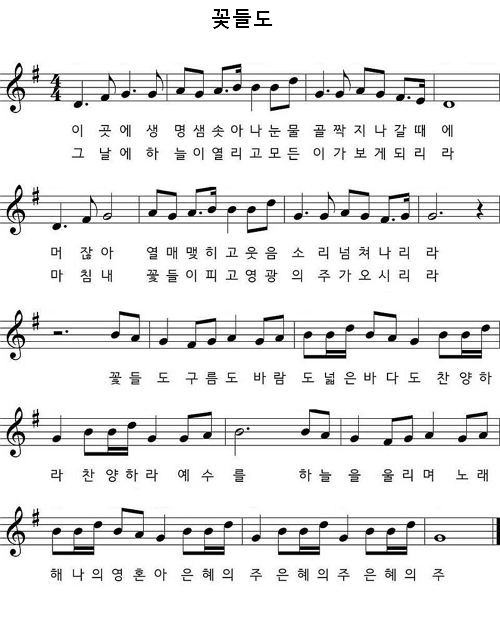 꽃들도
4
4
이 곳에 생 명샘 솟아나눈물 골짝지나갈때에
그 날에 하 늘이열리고모든 이가보게되리라
머 잖아 열매맺히고웃음 소리넘쳐나리라
마 침내 꽃들이피고영광 의 주가오시리라
꽃들 도 구름도 바람 도 넓은바다도 찬양하
라 찬양하라 예수 를 하늘 을 울리며 노래
해 나의영혼아 은혜의 주 은혜의주 은혜의 주